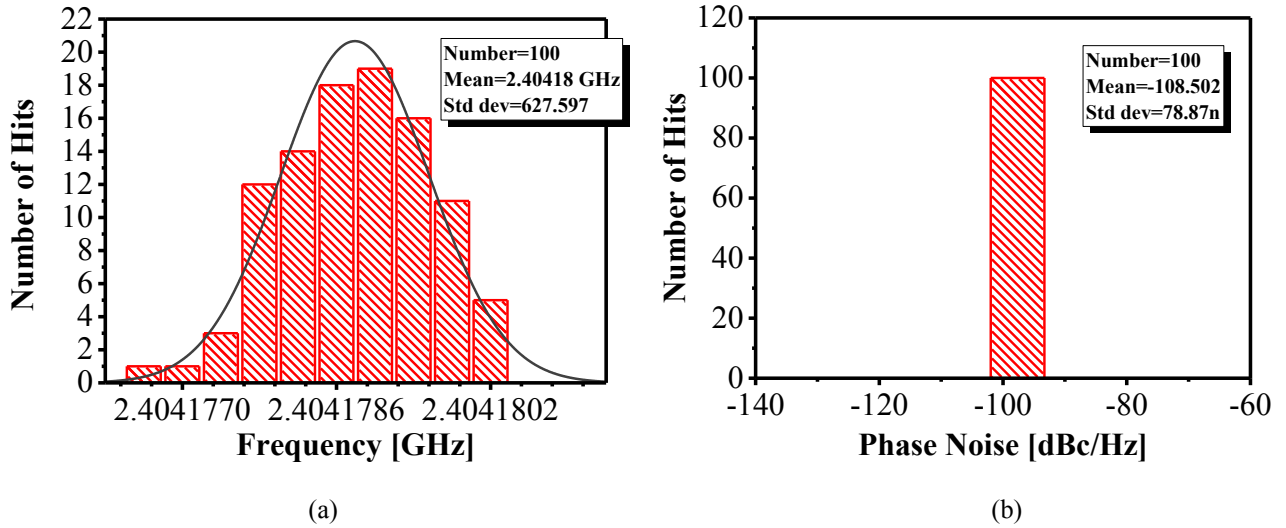 22
20
18
16
14
12
10
8
6
4
2
0
Number of Hits
Number=100
Mean=2.40418 GHz
Std dev=627.597
2.4041770 2.4041786 2.4041802
Frequency [GHz]
(a)
120
100
80
60
40
20
0
Number of Hits
Number=100
Mean=-108.502
Std dev=78.87n
-140 -120 -100 -80 -60
Phase Noise [dBc/Hz]
(b)